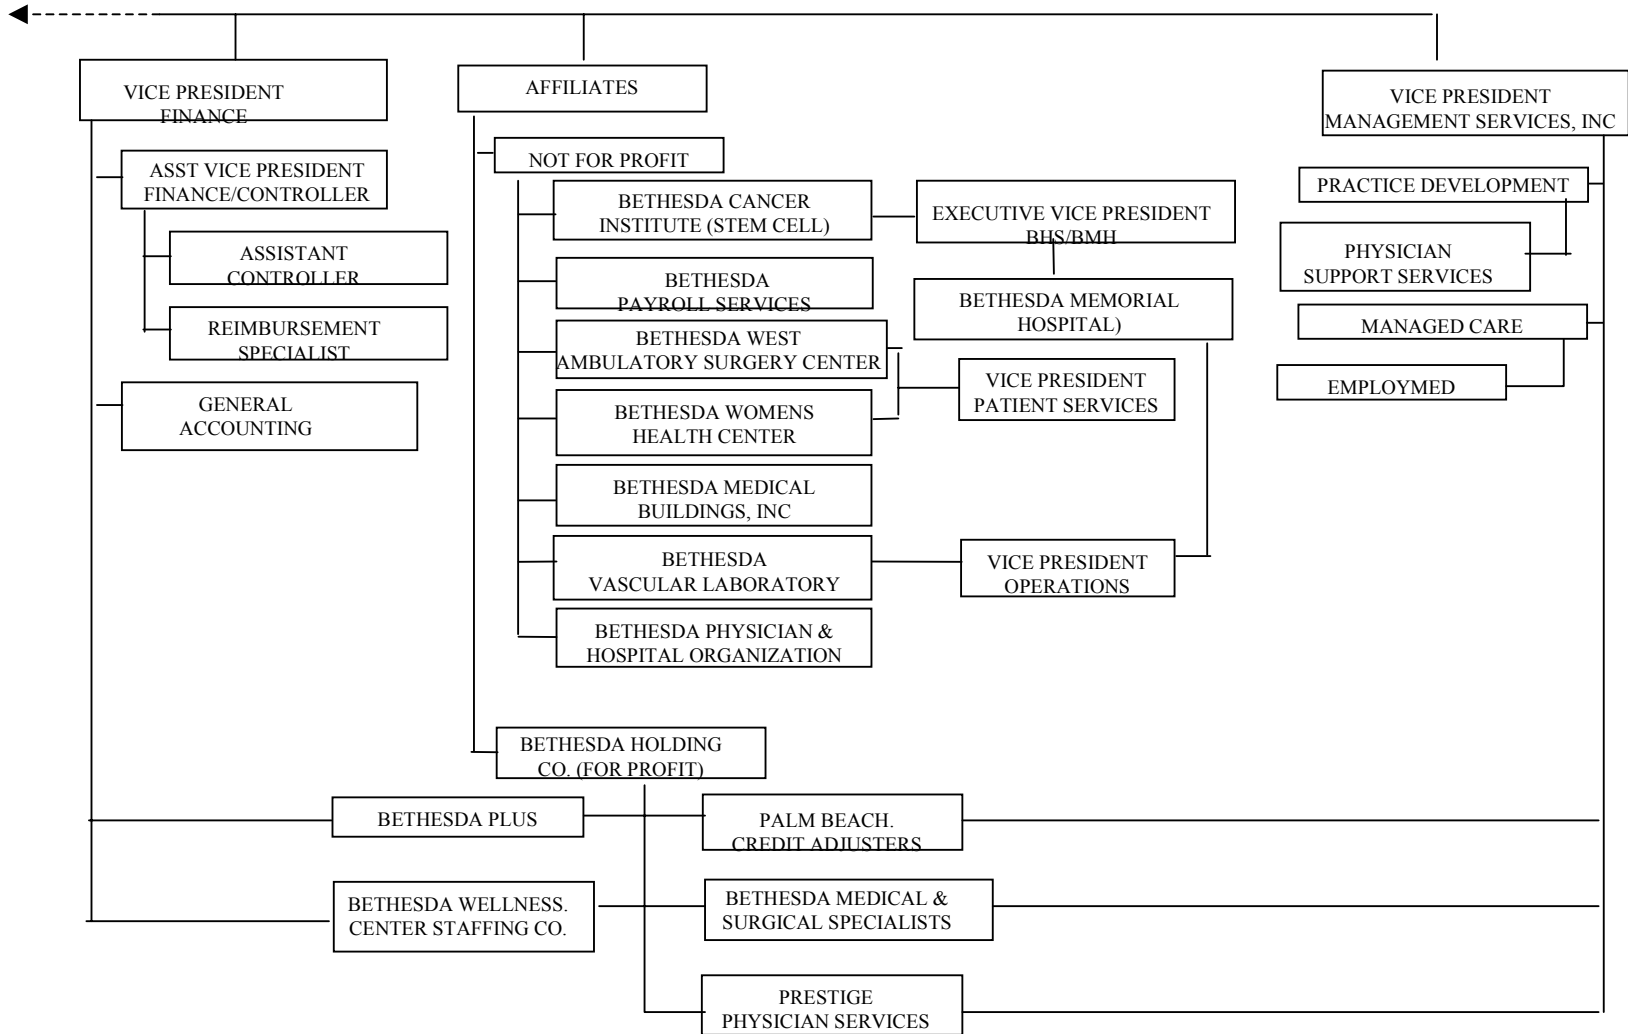 VICE PRESIDENT
FINANCE
AFFILIATES
VICE PRESIDENT
MANAGEMENT SERVICES, INC
NOT FOR PROFIT
ASST VICE PRESIDENT
FINANCE/CONTROLLER
PRACTICE DEVELOPMENT
BETHESDA CANCER
INSTITUTE (STEM CELL)
EXECUTIVE VICE PRESIDENT
BHS/BMH
ASSISTANT
CONTROLLER
PHYSICIAN
SUPPORT SERVICES
BETHESDA
PAYROLL SERVICES
BETHESDA MEMORIAL
HOSPITAL)
REIMBURSEMENT
SPECIALIST
MANAGED CARE
BETHESDA WEST
AMBULATORY SURGERY CENTER
VICE PRESIDENT
PATIENT SERVICES
EMPLOYMED
GENERAL
ACCOUNTING
BETHESDA WOMENS
HEALTH CENTER
BETHESDA MEDICAL
BUILDINGS, INC
BETHESDA
VASCULAR LABORATORY
VICE PRESIDENT
OPERATIONS
BETHESDA PHYSICIAN &
HOSPITAL ORGANIZATION
BETHESDA HOLDING
CO. (FOR PROFIT)
BETHESDA PLUS
PALM BEACH.
CREDIT ADJUSTERS
BETHESDA WELLNESS.
CENTER STAFFING CO.
BETHESDA MEDICAL &
SURGICAL SPECIALISTS
PRESTIGE
PHYSICIAN SERVICES